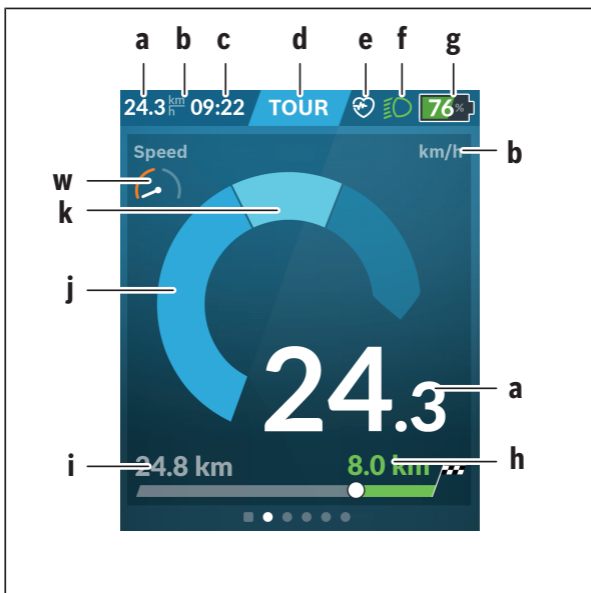 a b c d e f g
24.3 km/h 09:22 TOUR 76%
Speed km/h b
w
k
j
24.3 a
i 24.8 km 8.0 km h